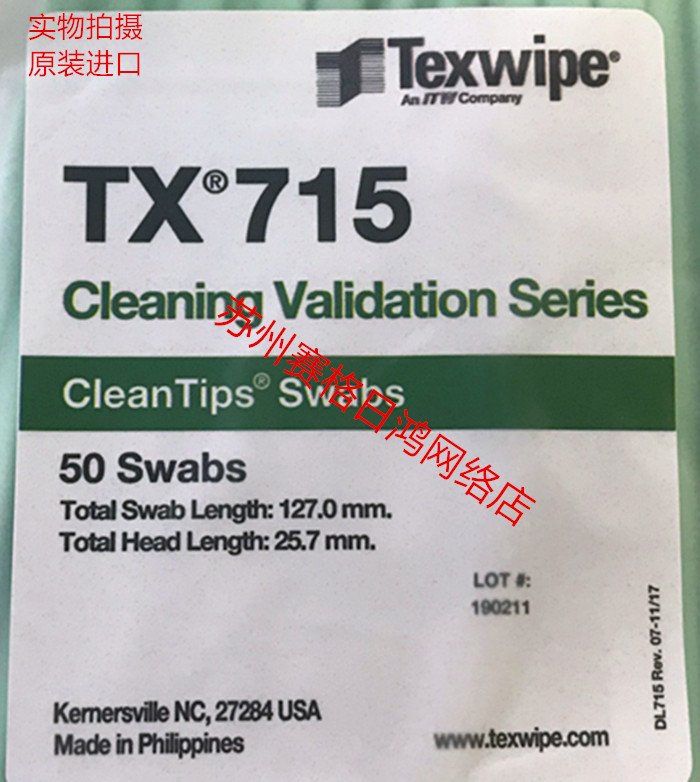 实物拍摄
原装进口
Texwipe®
An ITW Company
TX®715
Cleaning Validation Series
CleanTips® Swabs
苏州赛格日鸿网络店
50 Swabs
Total Swab Length: 127.0 mm.
Total Head Length: 25.7 mm.
LOT #:
190211
DL715 Rev. 07-11/17
Kernersville NC, 27284 USA
Made in Philippines
www.texwipe.com